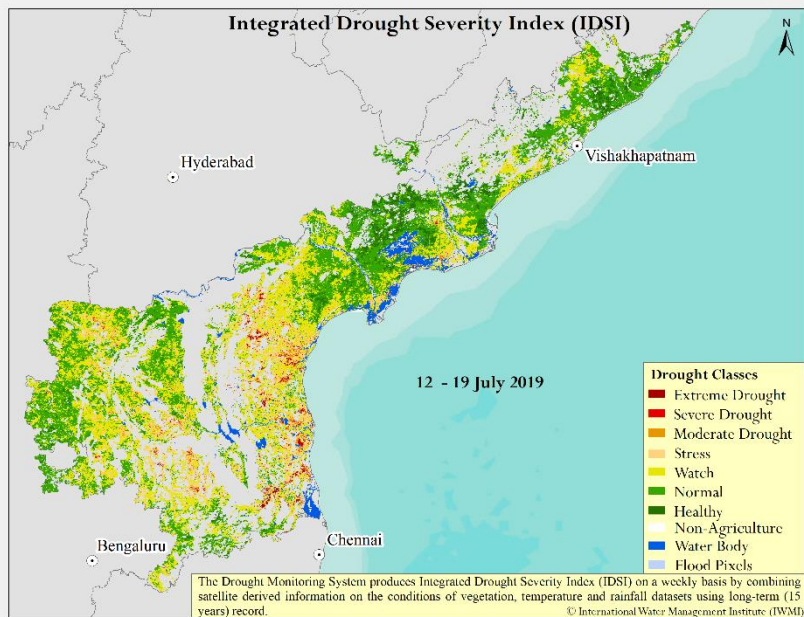 Integrated Drought Severity Index (IDSI)
N
Vishakhapatnam
Hyderabad
12 - 19 July 2019
Drought Classes
Extreme Drought
Severe Drought
Moderate Drought
Stress
Watch
Normal
Healthy
Non-Agriculture
Water Body
Flood Pixels
Bengaluru
Chennai
The Drought Monitoring System produces Integrated Drought Severity Index (IDSI) on a weekly basis by combining
satellite derived information on the conditions of vegetation, temperature and rainfall datasets using long-term (15
years) record.
© International Water Management Institute (IWMI)